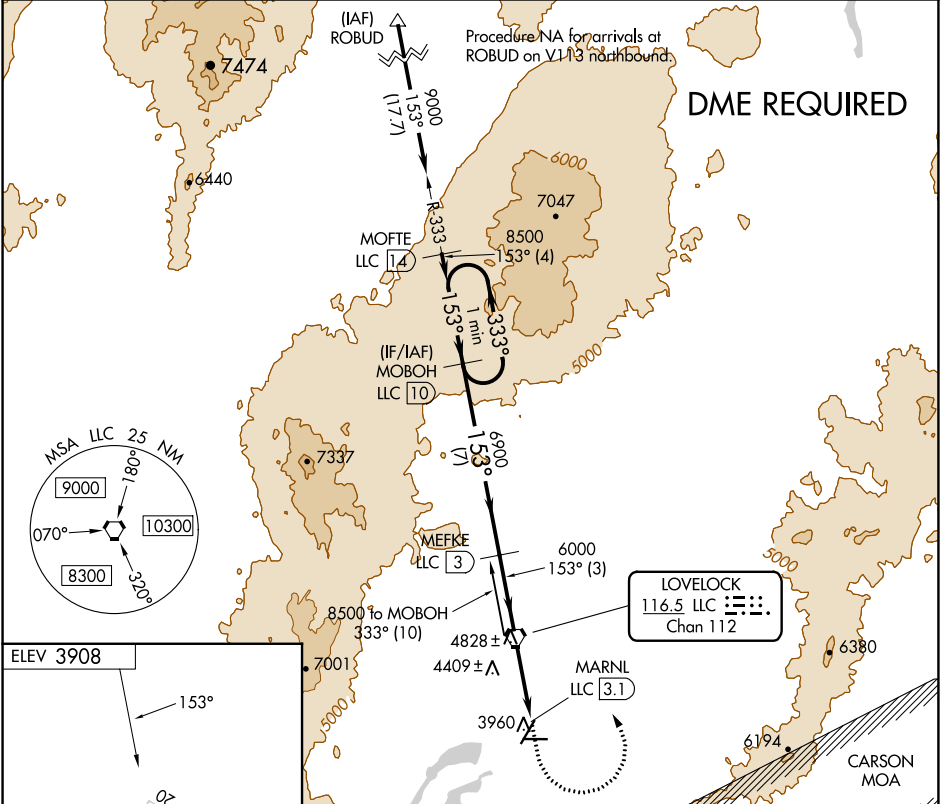 (IAF)
ROBUD
Procedure NA for arrivals at
ROBUD on V113 northbound.
7474
DME REQUIRED
9000
153°
(17.7)
6000
6440
7047
R-333
MOFTE
LLC 14
8500
153° (4)
153°
1 min
333°
(IF/IAF)
MOBOH
LLC 10
5000
6900
153°
(7)
7337
MSA LLC 25 NM
180°
9000
070°
10300
8300
320°
MEFKE
LLC 3
6000
153° (3)
5000
8500 to MOBOH
333° (10)
LOVELOCK
116.5 LLC
Chan 112
4828 ±
4409 ±
6380
ELEV 3908
7001
153°
MARNL
LLC 3.1
5000
3960
6194
CARSON
MOA
07